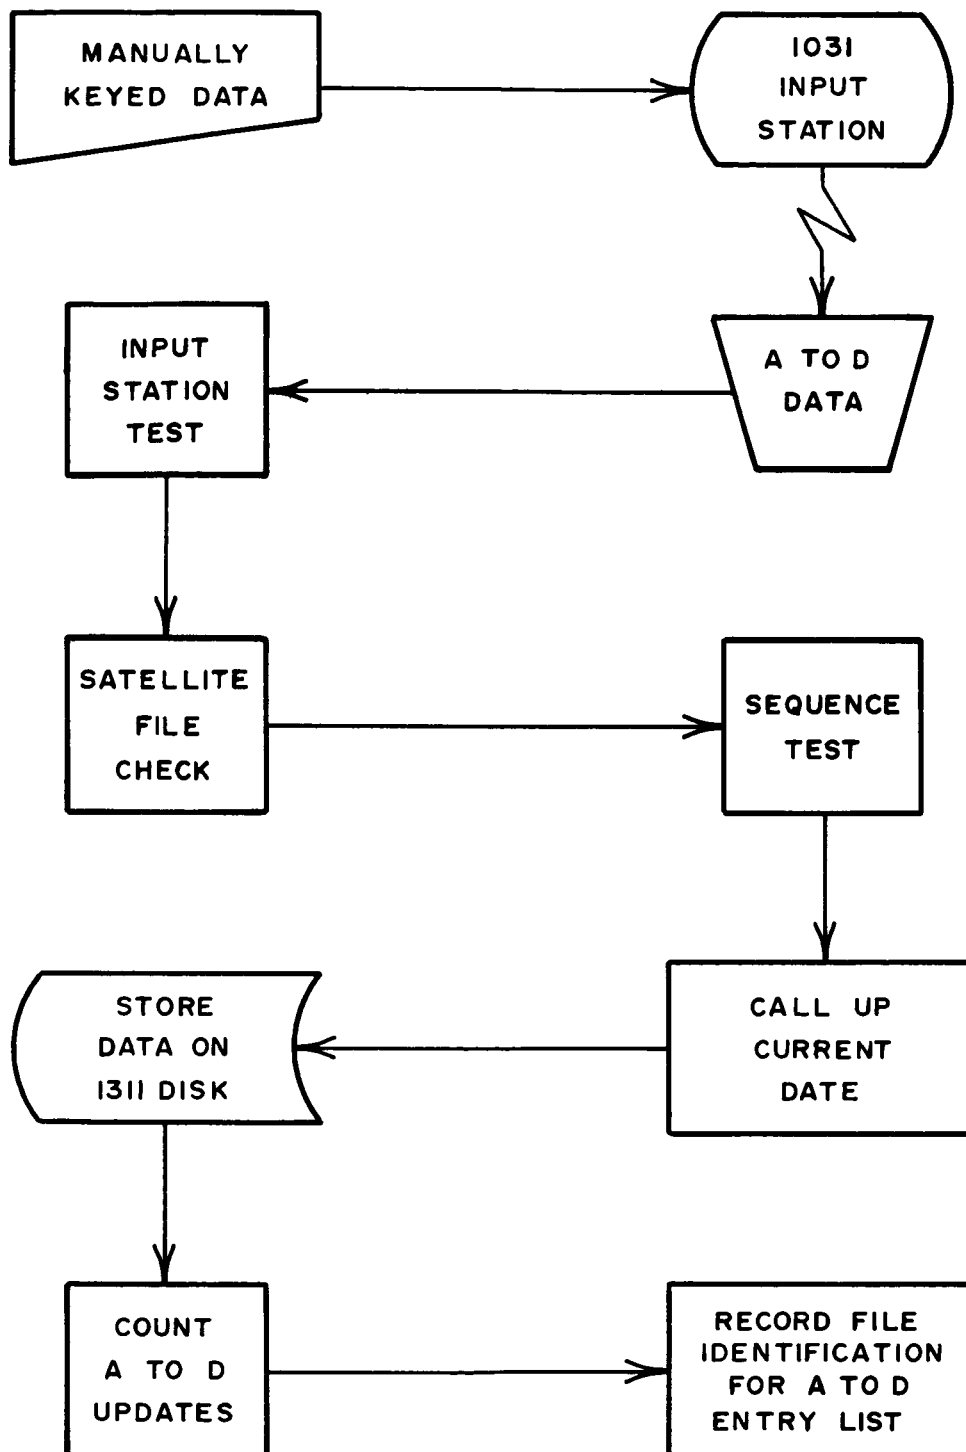 MANUALLY
KEYED DATA
1031
INPUT
STATION
A TO D
DATA
INPUT
STATION
TEST
SATELLITE
FILE
CHECK
SEQUENCE
TEST
CALL UP
CURRENT
DATE
STORE
DATA ON
1311 DISK
COUNT
A TO D
UPDATES
RECORD FILE
IDENTIFICATION
FOR A TO D
ENTRY LIST